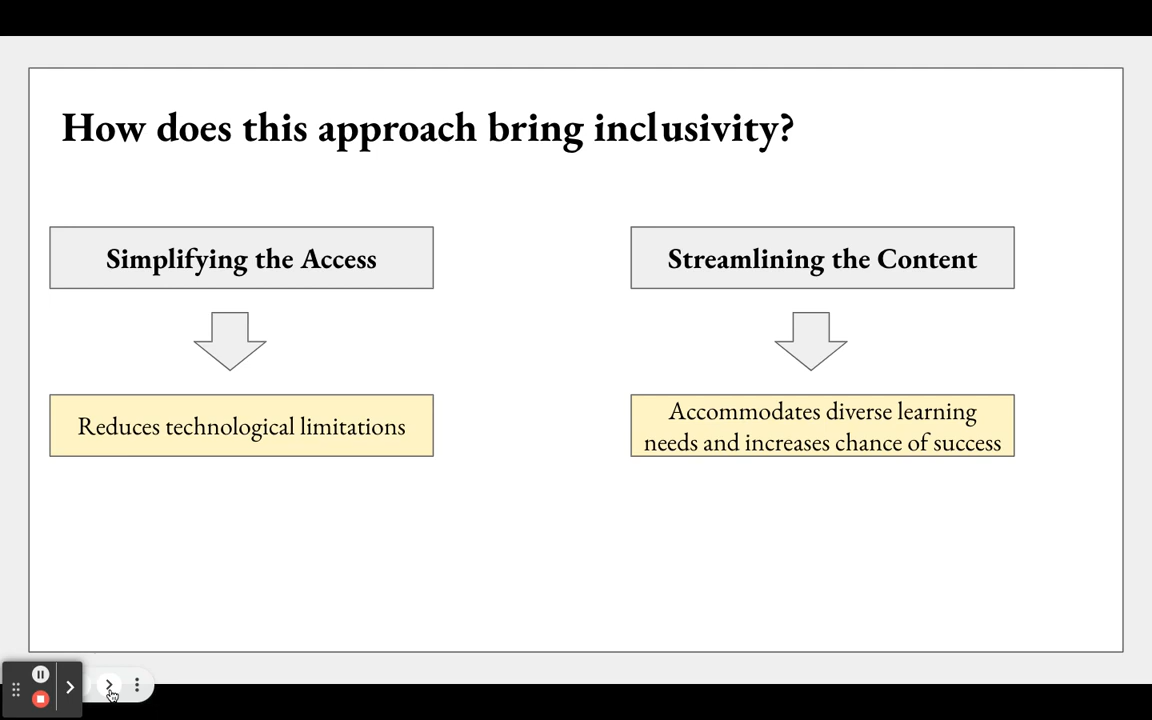 How does this approach bring inclusivity?
Simplifying the Access
Streamlining the Content
Reduces technological limitations
Accommodates diverse learning
needs and increases chance of success